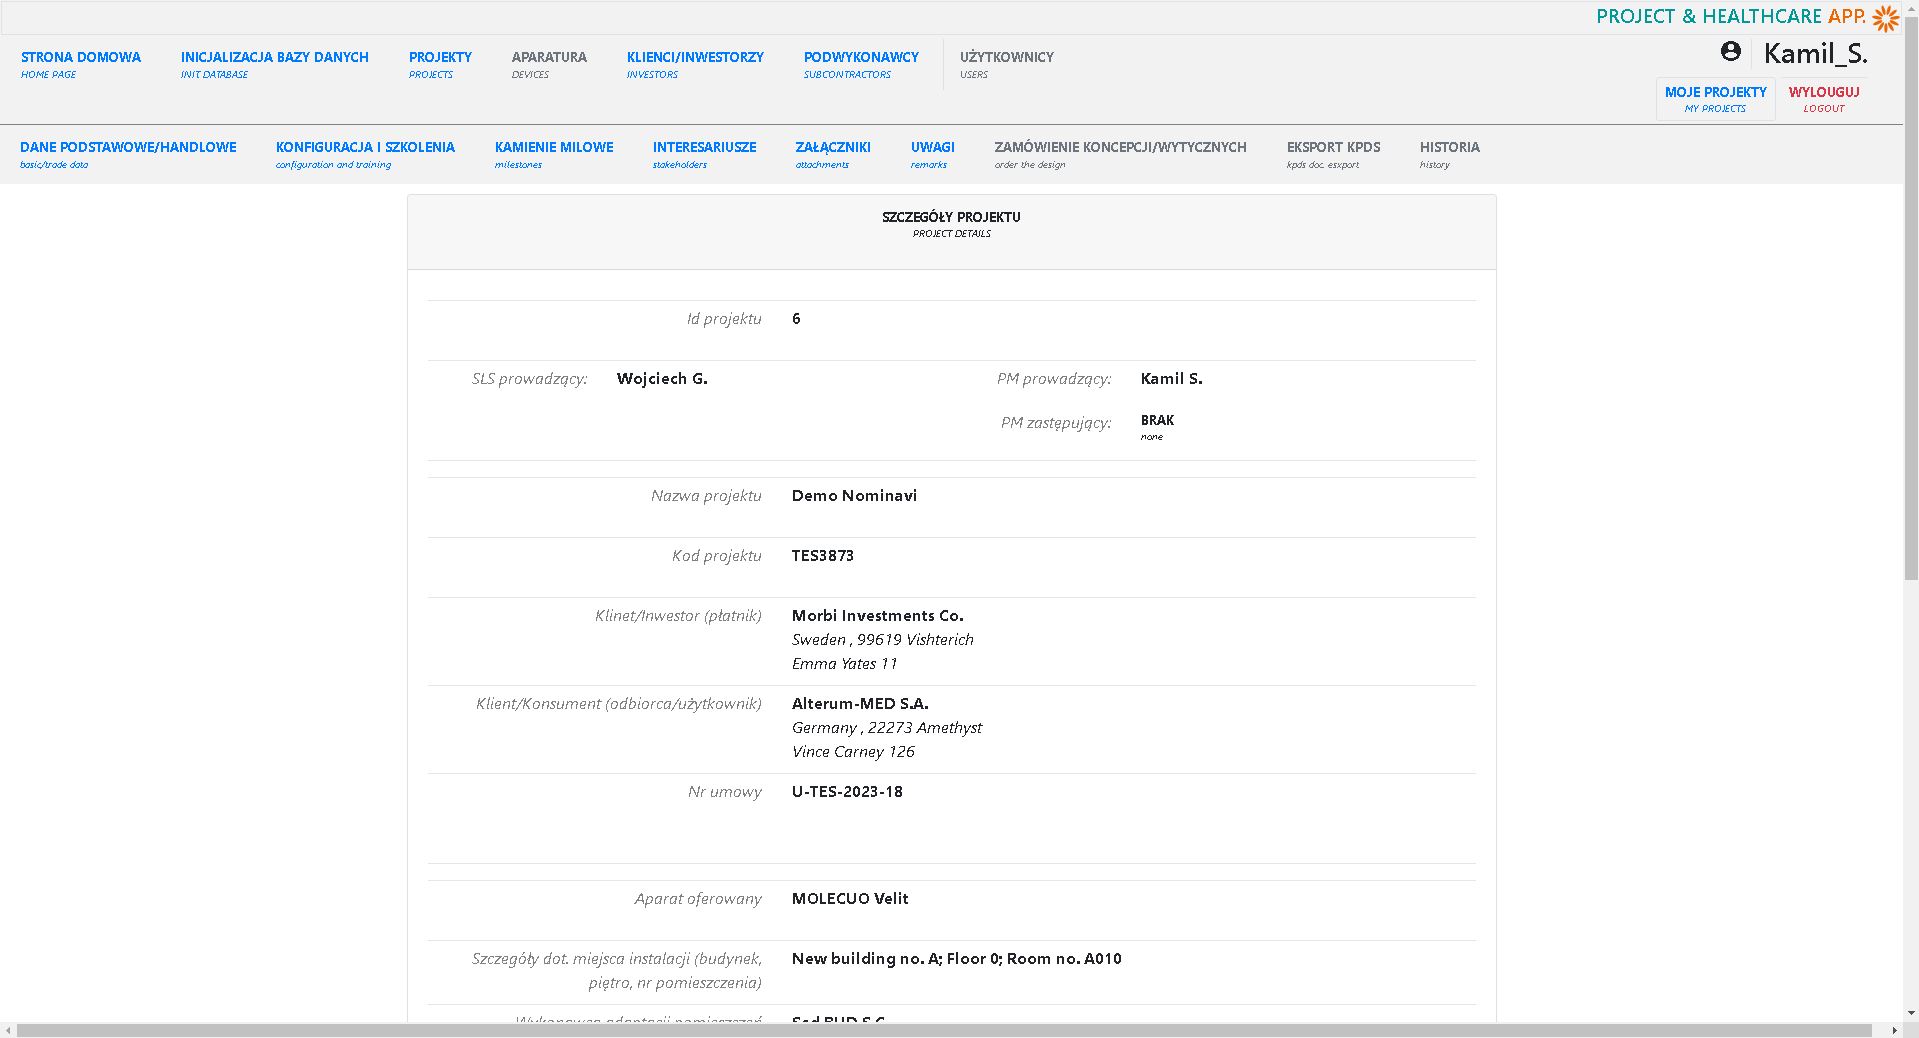 PROJECT & HEALTHCARE APP.
STRONA DOMOWA
HOME PAGE
INICJALIZACJA BAZY DANYCH
INIT DATABASE
PROJEKTY
PROJECTS
APARATURA
DEVICES
KLIENCI/INWESTORZY
INVESTORS
PODWYKONAWCY
SUBCONTRACTORS
UŻYTKOWNICY
USERS
Kamil_S.
MOJE PROJEKTY
MY PROJECTS
WYLOUGUJ
LOGOUT
DANE PODSTAWOWE/HANDLOWE
basic/trade data
KONFIGURACJA I SZKOLENIA
configuration and training
KAMIENIE MILOWE
milestones
INTERESARIUSZE
stakeholders
ZAŁĄCZNIKI
attachments
UWAGI
remarks
ZAMÓWIENIE KONCEPCJI/WYTYCZNYCH
order the design
EKSPORT KPDS
kpds doc. esxport
HISTORIA
history
SZCZEGÓŁY PROJEKTU
PROJECT DETAILS
Id projektu 6
SLS prowadzący: Wojciech G.
PM prowadzący: Kamil S.
PM zastępujący: BRAK
none
Nazwa projektu Demo Nominavi
Kod projektu TES3873
Klinet/Inwestor (płatnik) Morbi Investments Co.
Sweden , 99619 Vishterich
Emma Yates 11
Klient/Konsument (odbiorca/użytkownik) Alterum-MED S.A.
Germany , 22273 Amethyst
Vince Carney 126
Nr umowy U-TES-2023-18
Aparat oferowany MOLECUO Velit
Szczegóły dot. miejsca instalacji (budynek, New building no. A; Floor 0; Room no. A010
piętro, nr pomieszczenia)
Wykonawca adaptacji pomieszczeń Sed BUD S.C.